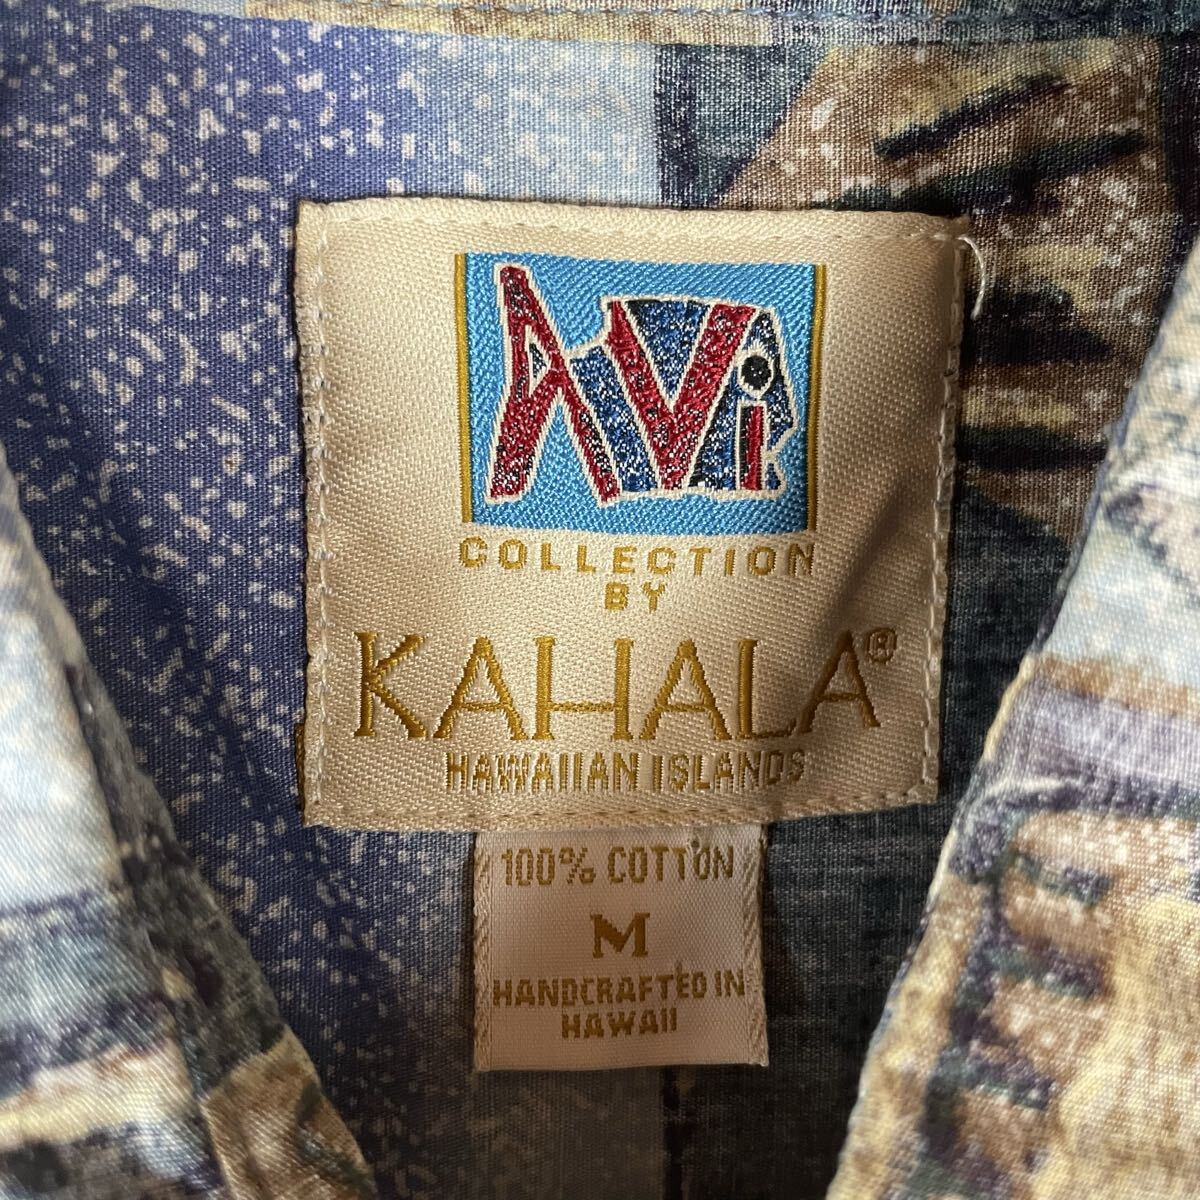 AVi
COLLECTION
BY
KAHALA®
HAWAIIAN ISLANDS
100% COTTON
M
HANDCRAFTED IN
HAWAII